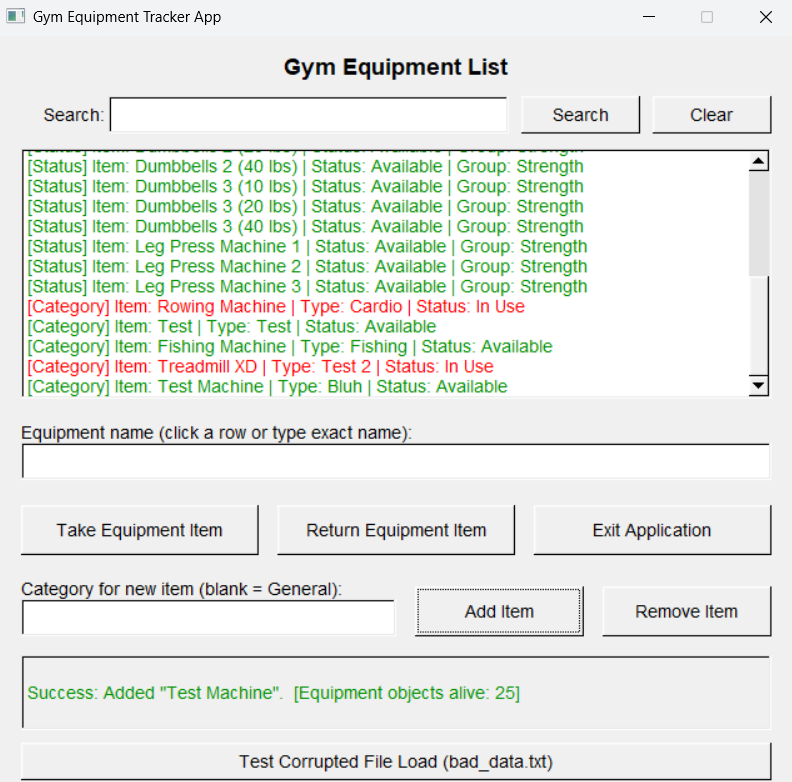 Gym Equipment Tracker App
Gym Equipment List
Search:
Search
Clear
[Status] Item: Dumbbells 2 (40 lbs) | Status: Available | Group: Strength
[Status] Item: Dumbbells 3 (10 lbs) | Status: Available | Group: Strength
[Status] Item: Dumbbells 3 (20 lbs) | Status: Available | Group: Strength
[Status] Item: Dumbbells 3 (40 lbs) | Status: Available | Group: Strength
[Status] Item: Leg Press Machine 1 | Status: Available | Group: Strength
[Status] Item: Leg Press Machine 2 | Status: Available | Group: Strength
[Status] Item: Leg Press Machine 3 | Status: Available | Group: Strength
[Category] Item: Rowing Machine | Type: Cardio | Status: In Use
[Category] Item: Test | Type: Test | Status: Available
[Category] Item: Fishing Machine | Type: Fishing | Status: Available
[Category] Item: Treadmill XD | Type: Test 2 | Status: In Use
[Category] Item: Test Machine | Type: Bluh | Status: Available
Equipment name (click a row or type exact name):
Take Equipment Item
Return Equipment Item
Exit Application
Category for new item (blank = General):
Add Item
Remove Item
Success: Added "Test Machine".  [Equipment objects alive: 25]
Test Corrupted File Load (bad_data.txt)